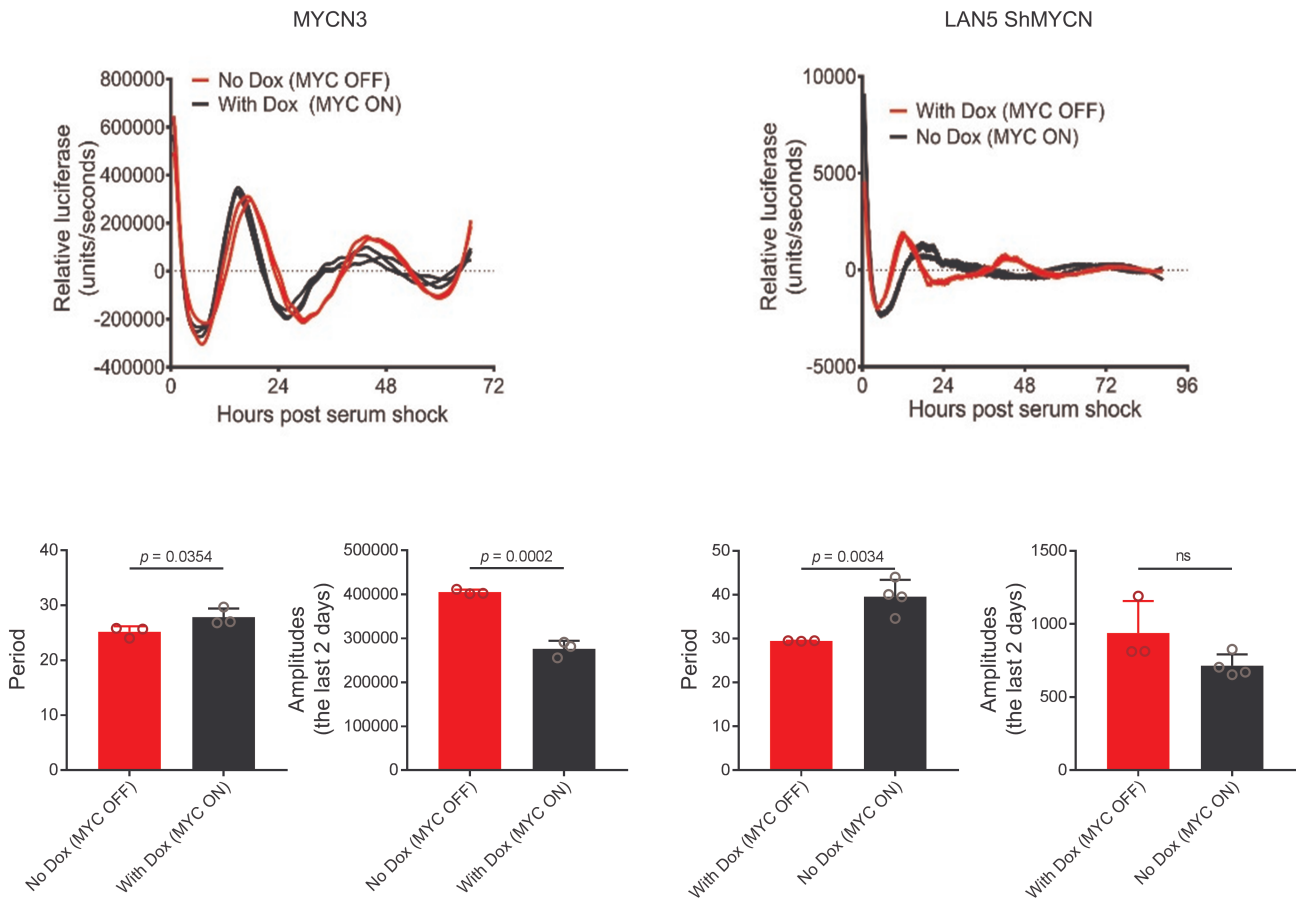 MYCN3
LAN5 ShMYCN
800000
600000
400000
200000
0
-200000
-400000
No Dox (MYC OFF)
With Dox (MYC ON)
Relative luciferase
(units/seconds)
0
24
48
72
Hours post serum shock
10000
5000
0
-5000
With Dox (MYC OFF)
No Dox (MYC ON)
Relative luciferase
(units/seconds)
0
24
48
72
96
Hours post serum shock
40
30
20
10
0
Period
p = 0.0354
No Dox (MYC OFF)
With Dox (MYC ON)
500000
400000
300000
200000
100000
0
Amplitudes
(the last 2 days)
p = 0.0002
No Dox (MYC OFF)
With Dox (MYC ON)
50
40
30
20
10
0
Period
p = 0.0034
With Dox (MYC OFF)
No Dox (MYC ON)
1500
1000
500
0
Amplitudes
(the last 2 days)
ns
With Dox (MYC OFF)
No Dox (MYC ON)